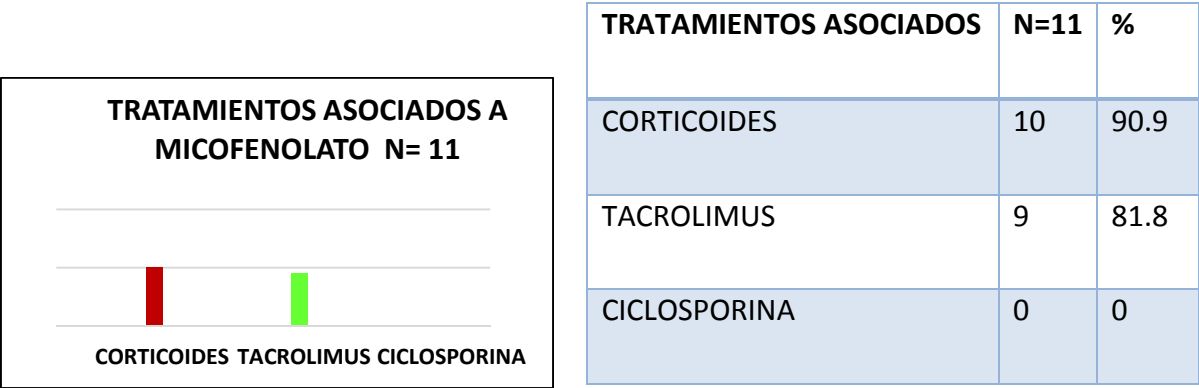 TRATAMIENTOS ASOCIADOS A
MICOFENOLATO N= 11
CORTICOIDES TACROLIMUS CICLOSPORINA
TRATAMIENTOS ASOCIADOS N=11 %
CORTICOIDES 10 90.9
TACROLIMUS 9 81.8
CICLOSPORINA 0 0